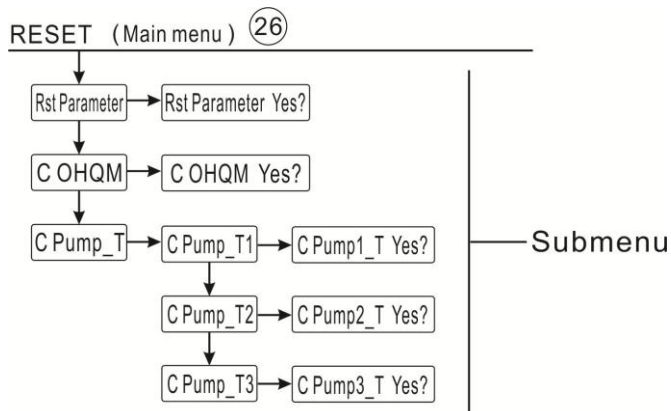 RESET (Main menu) 26
Rst Parameter Rst Parameter Yes?
C OHQM C OHQM Yes?
C Pump_T C Pump_T1 C Pump1_T Yes?
Submenu
C Pump_T2 C Pump2_T Yes?
C Pump_T3 C Pump3_T Yes?